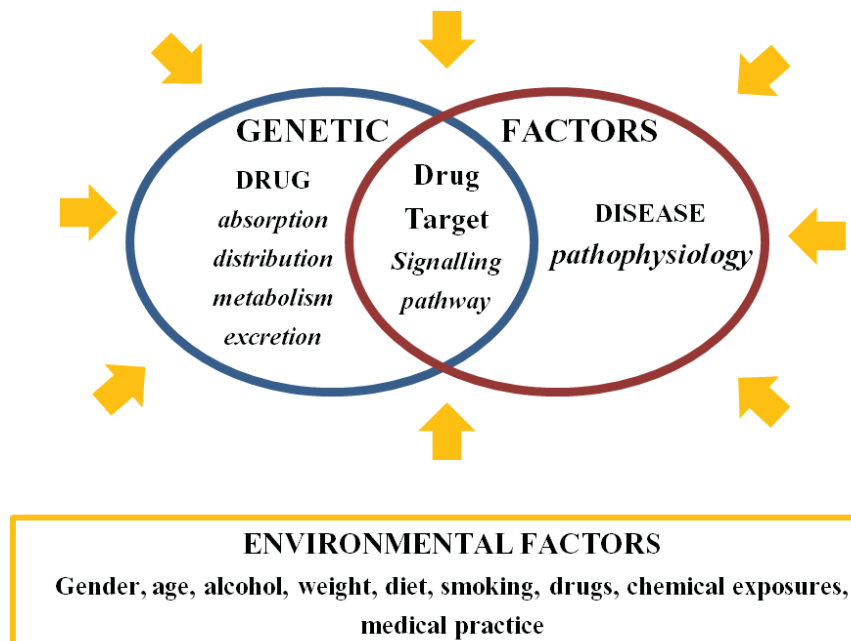 GENETIC FACTORS
DRUG
absorption
distribution
metabolism
excretion
Drug
Target
Signalling
pathway
DISEASE
pathophysiology
ENVIRONMENTAL FACTORS
Gender, age, alcohol, weight, diet, smoking, drugs, chemical exposures,
medical practice